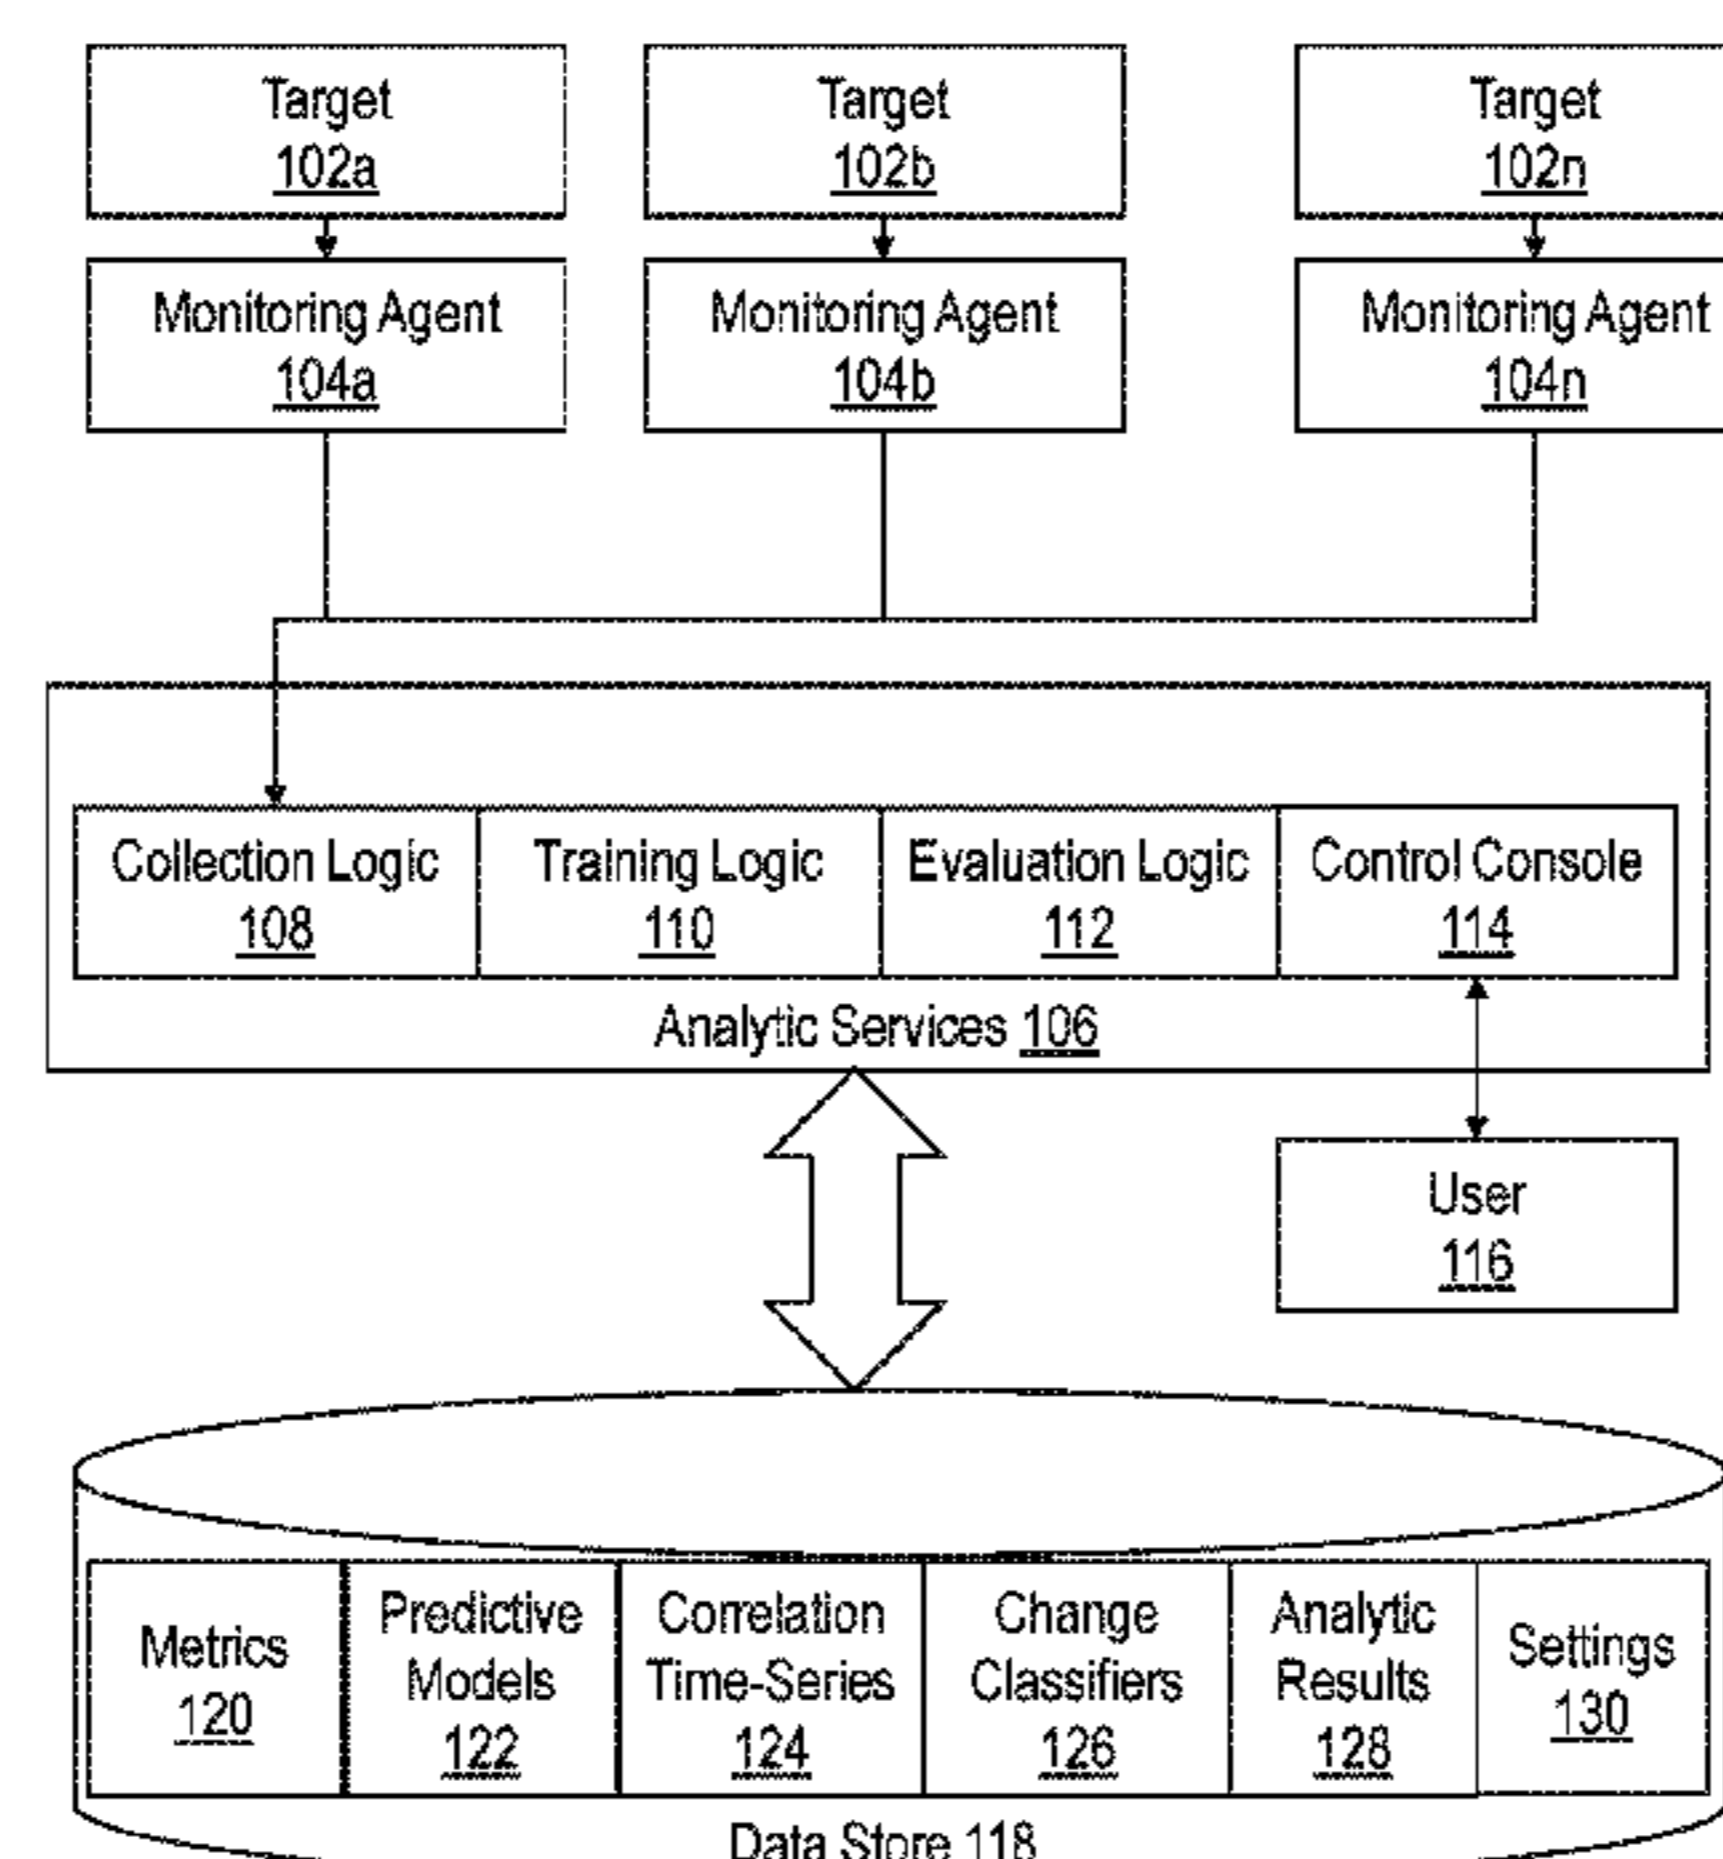 Target
102a
Target
102b
Target
102n
Monitoring Agent
104a
Monitoring Agent
104b
Monitoring Agent
104n
Collection Logic
108
Training Logic
110
Evaluation Logic
112
Control Console
114
Analytic Services 106
User
116
Metrics
120
Predictive
Models
122
Correlation
Time-Series
124
Change
Classifiers
126
Analytic
Results
128
Settings
130
Data Store 118